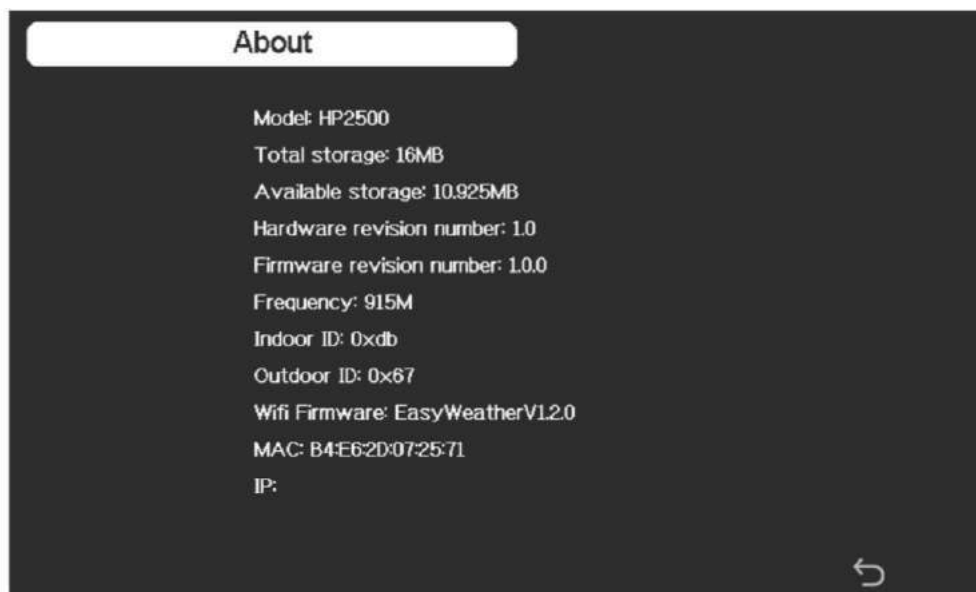 About
Model: HP2500
Total storage: 16MB
Available storage: 10.925MB
Hardware revision number: 1.0
Firmware revision number: 1.0.0
Frequency: 915M
Indoor ID: 0xdb
Outdoor ID: 0x67
Wifi Firmware: EasyWeatherV1.2.0
MAC: B4:E6:2D:07:25:71
IP: